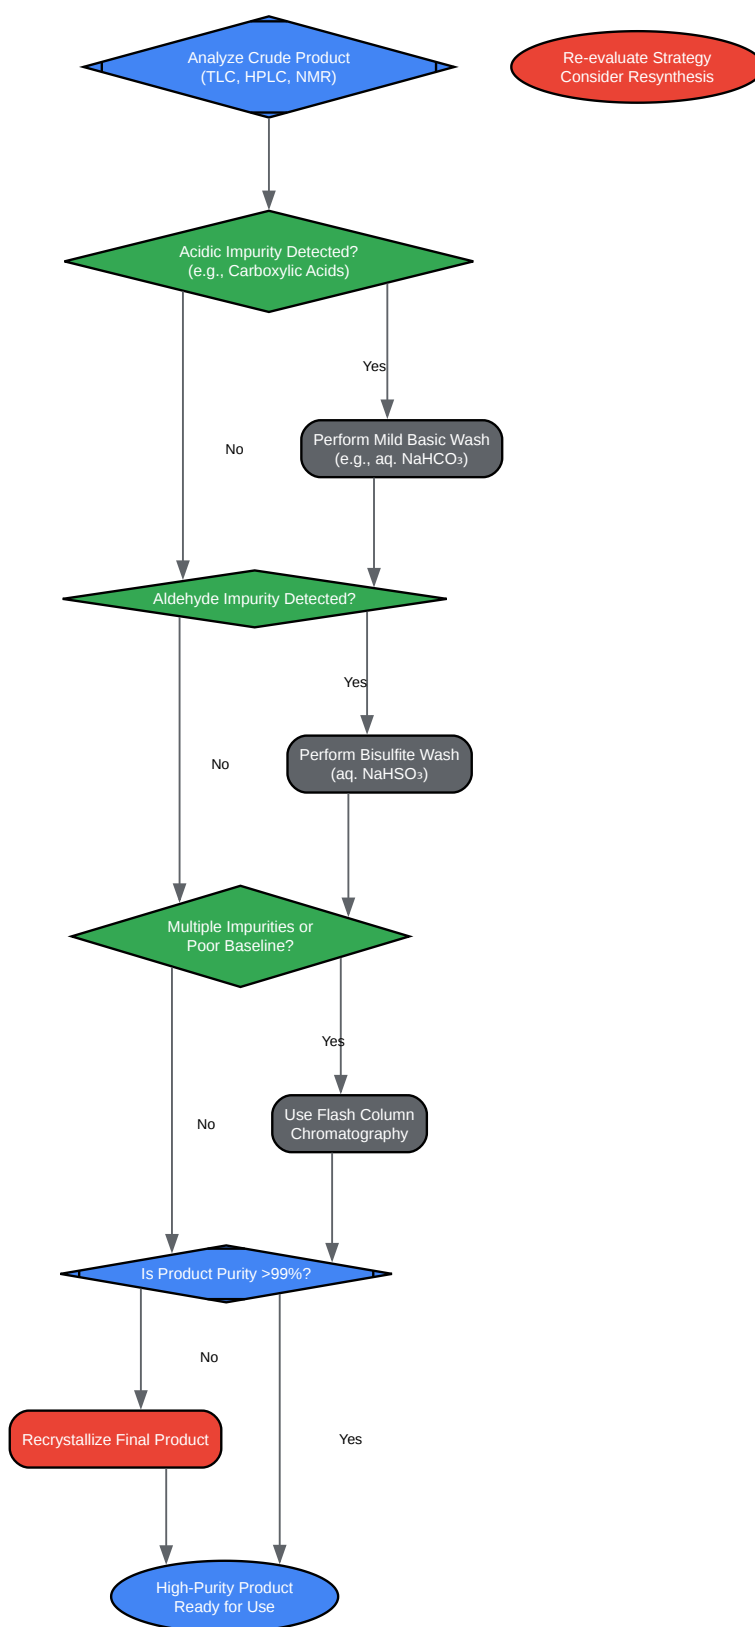 Analyze Crude Product
(TLC, HPLC, NMR)
Re-evaluate Strategy
Consider Resynthesis
Acidic Impurity Detected?
(e.g., Carboxylic Acids)
Yes
No
Perform Mild Basic Wash
(e.g., aq. NaHCO₃)
Aldehyde Impurity Detected?
Yes
No
Perform Bisulfite Wash
(aq. NaHSO₃)
Multiple Impurities or
Poor Baseline?
Yes
No
Use Flash Column
Chromatography
Is Product Purity >99%?
No
Yes
Recrystallize Final Product
High-Purity Product
Ready for Use